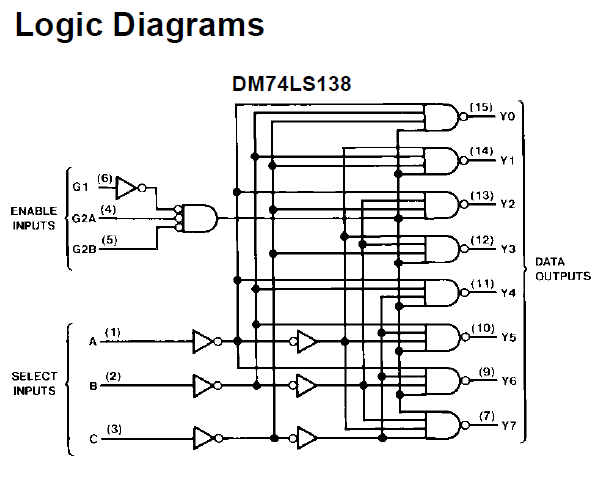 Logic Diagrams
DM74LS138
(15) Y0
(14) Y1
(6)
G1
(13) Y2
ENABLE INPUTS
G2A (4)
(5)
G2B
(12) Y3
DATA OUTPUTS
(11) Y4
A (1)
(10) Y5
SELECT INPUTS
B (2)
(9) Y6
C (3)
(7) Y7